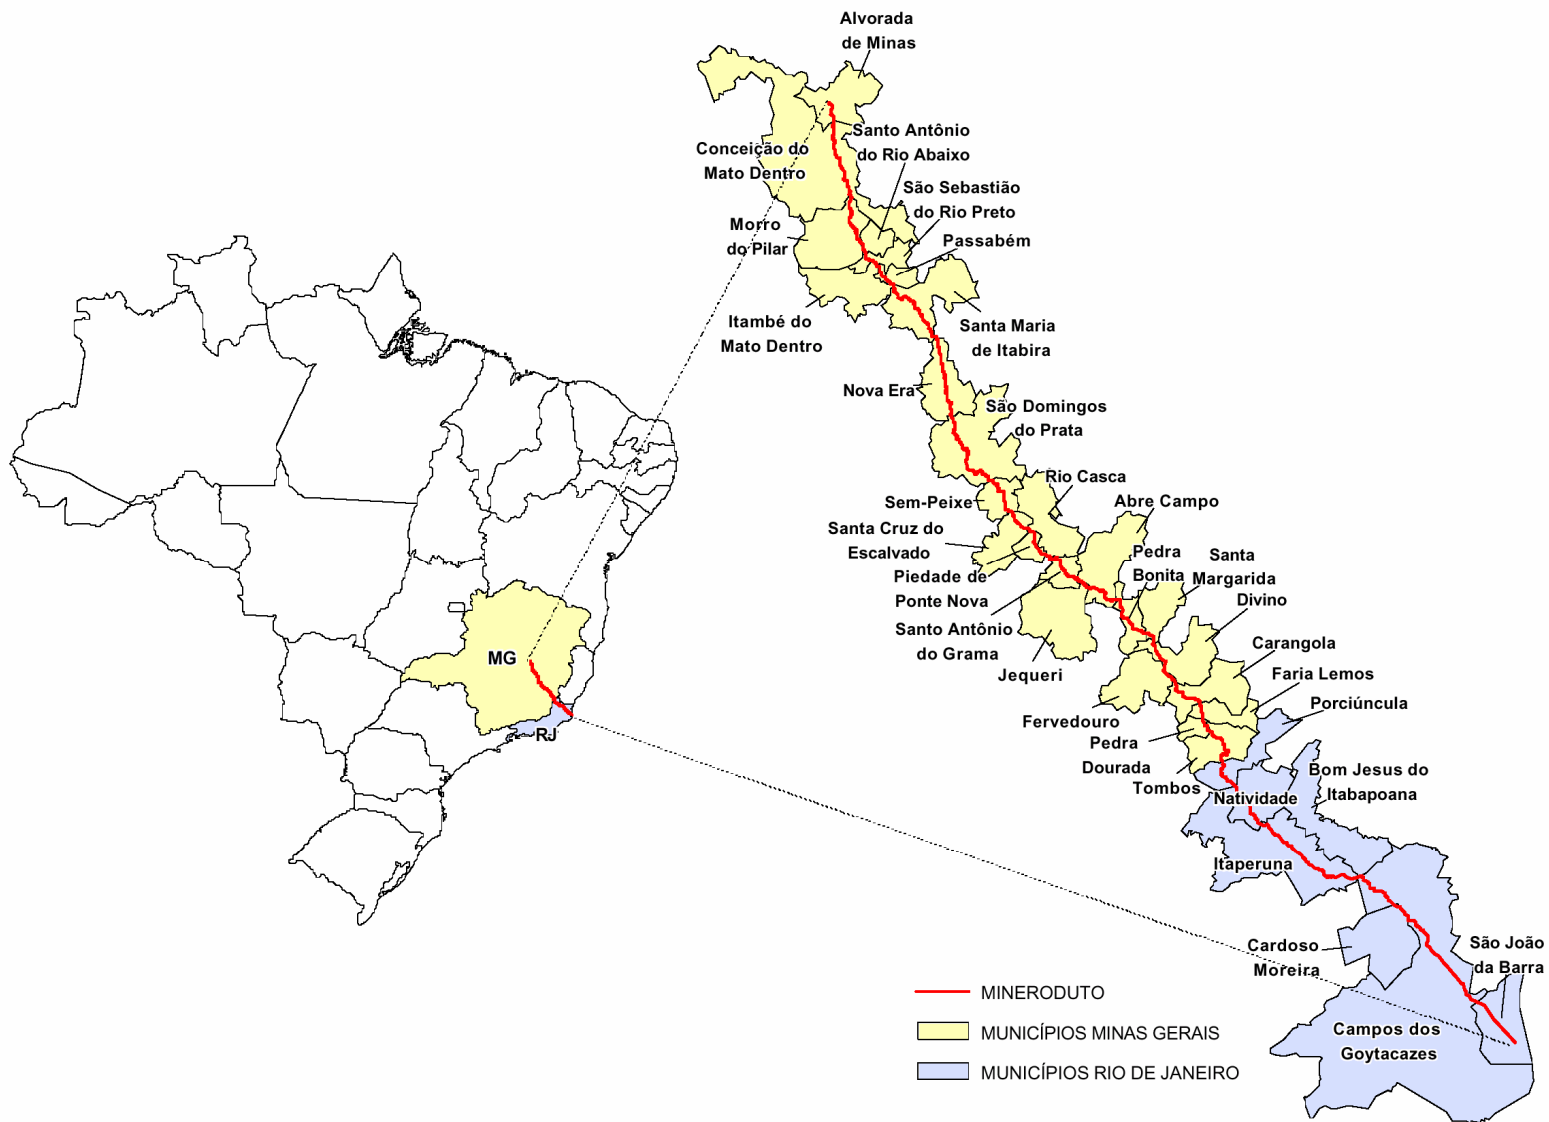 Alvorada
de Minas
Santo Antônio
do Rio Abaixo
Conceição do
Mato Dentro
São Sebastião
do Rio Preto
Morro
do Pilar
Passabém
Itambé do
Mato Dentro
Santa Maria
de Itabira
Nova Era
São Domingos
do Prata
Rio Casca
Sem-Peixe
Abre Campo
Santa Cruz do
Escalvado
Pedra
Bonita
Santa
Margarida
Piedade de
Ponte Nova
Divino
Santo Antônio
do Grama
Carangola
Jequeri
Faria Lemos
MG
Porciúncula
Fervedouro
RJ
Pedra
Dourada
Tombos
Bom Jesus do
Itabapoana
Natividade
Itaperuna
Cardoso
Moreira
São João
da Barra
Campos dos
Goytacazes
MINERODUTO
MUNICÍPIOS MINAS GERAIS
MUNICÍPIOS RIO DE JANEIRO